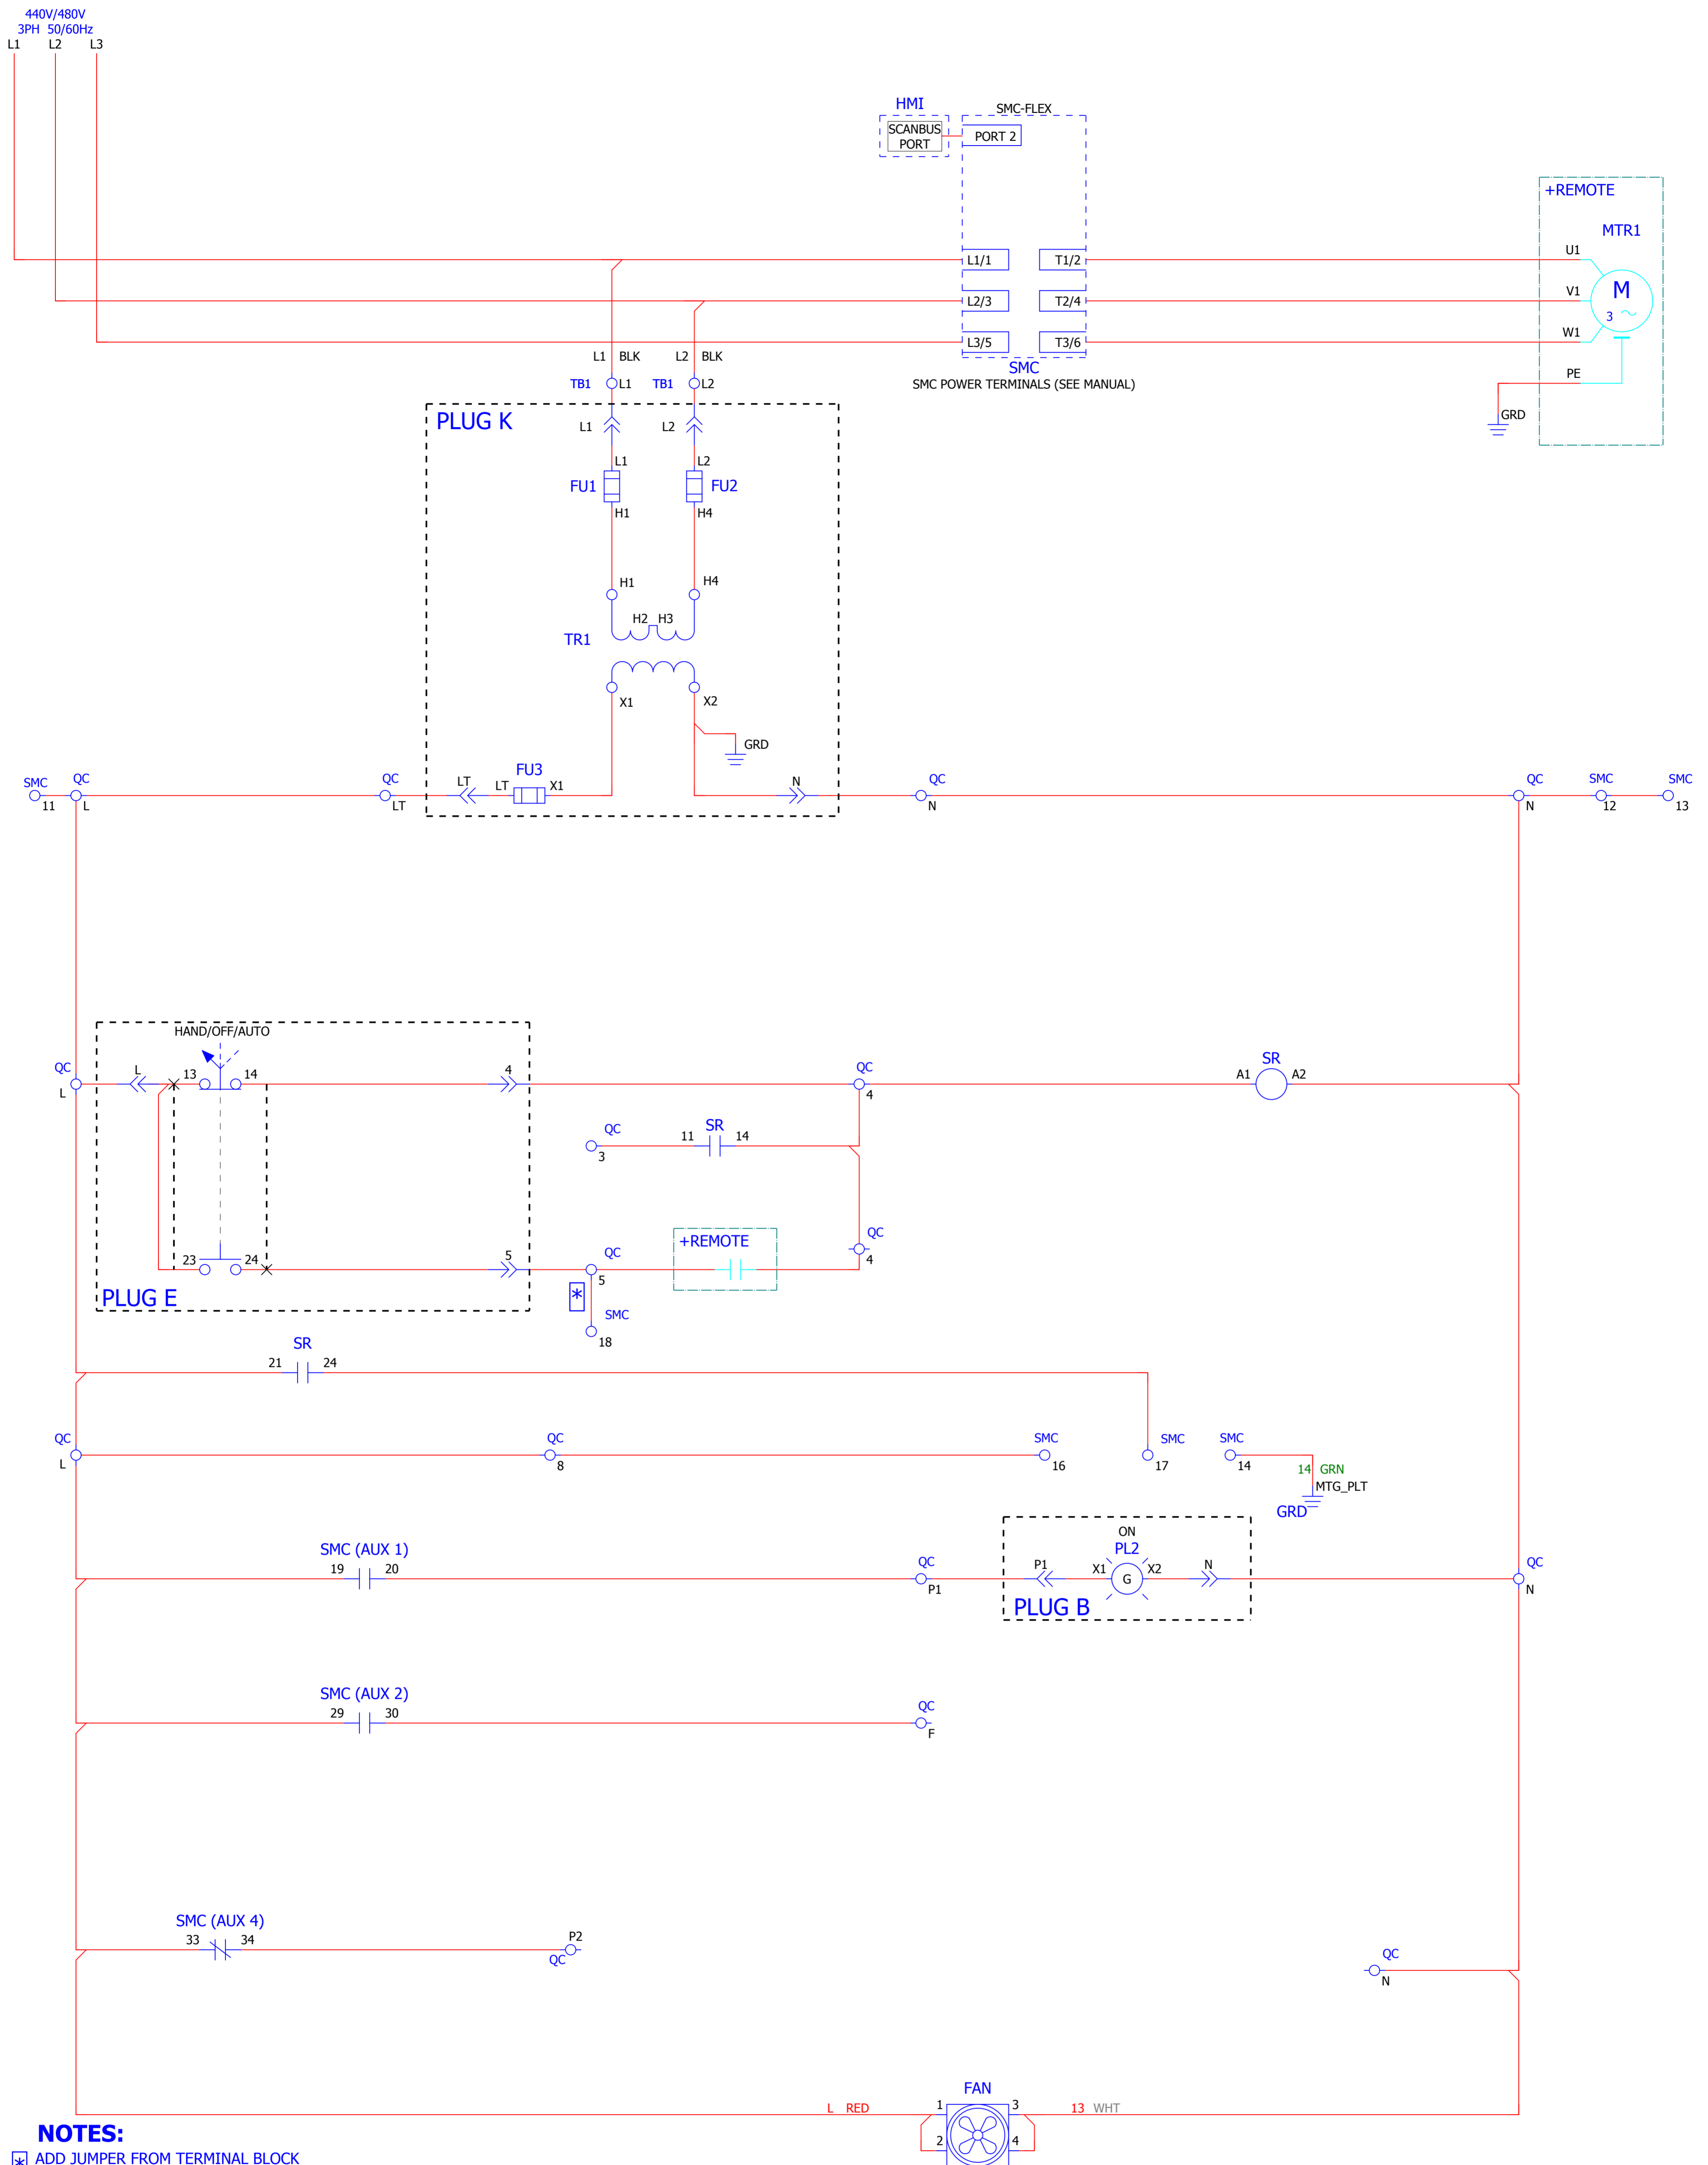 440V/480V
3PH 50/60Hz
L1 L2 L3
HMI
SMC-FLEX
SCANBUS
PORT
PORT 2
+REMOTE
MTR1
U1
L1/1 T1/2
M
3
V1
L2/3 T2/4
W1
L3/5 T3/6
L1 BLK L2 BLK
SMC
SMC POWER TERMINALS (SEE MANUAL)
PE
TB1 L1 TB1 L2
GRD
PLUG K
L1 L2
L1 L2
FU1 FU2
H1 H4
H1 H4
H2 H3
TR1
X1 X2
GRD
FU3
SMC QC QC LT LT X1 N QC QC SMC SMC
11 L LT N N 12 13
HAND/OFF/AUTO
QC L 13 14 4 QC SR
L 4 A1 A2
QC SR
11 14
3
QC
4
+REMOTE
23 24 5 QC
5
PLUG E
*
SMC
18
SR
21 24
QC QC SMC SMC SMC
L 8 16 17 14
14 GRN
MTG_PLT
GRD
ON
PL2
SMC (AUX 1)
19 20 QC P1 X1 G X2 N QC
P1 N
PLUG B
SMC (AUX 2)
29 30 QC
F
SMC (AUX 4)
33 34 P2
QC
QC
N
FAN
L RED 1 3 13 WHT
2 4
NOTES:
* ADD JUMPER FROM TERMINAL BLOCK